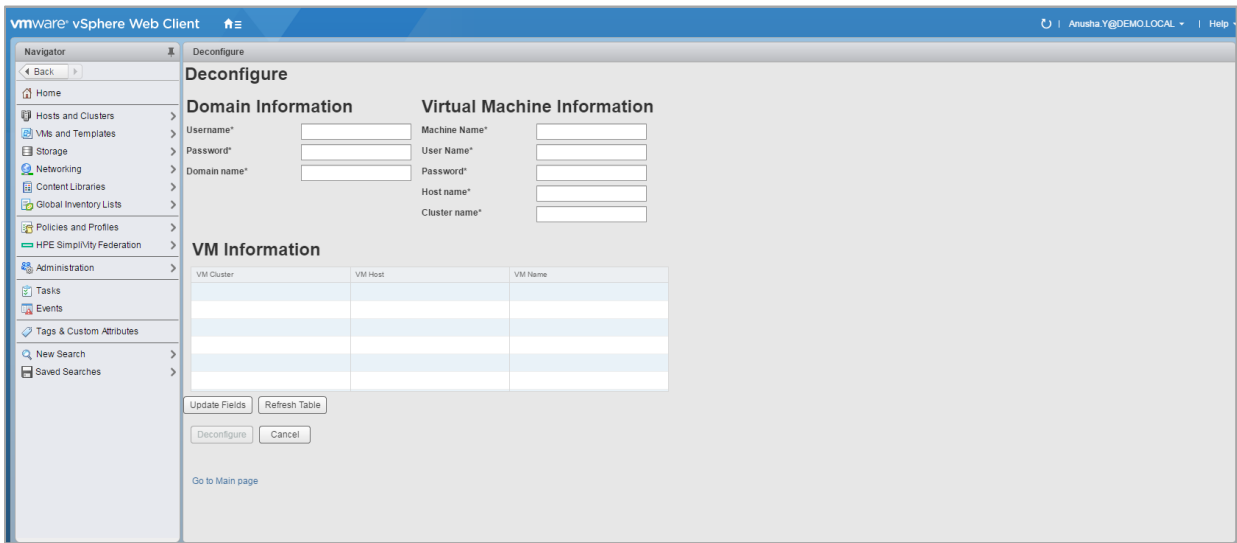 vmware® vSphere Web Client
Anusha.Y@DEMO.LOCAL
Help
Navigator
Back
Home
Hosts and Clusters
VMs and Templates
Storage
Networking
Content Libraries
Global Inventory Lists
Policies and Profiles
HPE SimpliVity Federation
Administration
Tasks
Events
Tags & Custom Attributes
New Search
Saved Searches
Deconfigure
Deconfigure
Domain Information
Username*
Password*
Domain name*
Virtual Machine Information
Machine Name*
User Name*
Password*
Host name*
Cluster name*
VM Information
VM Cluster VM Host VM Name
Update Fields Refresh Table
Deconfigure Cancel
Go to Main page